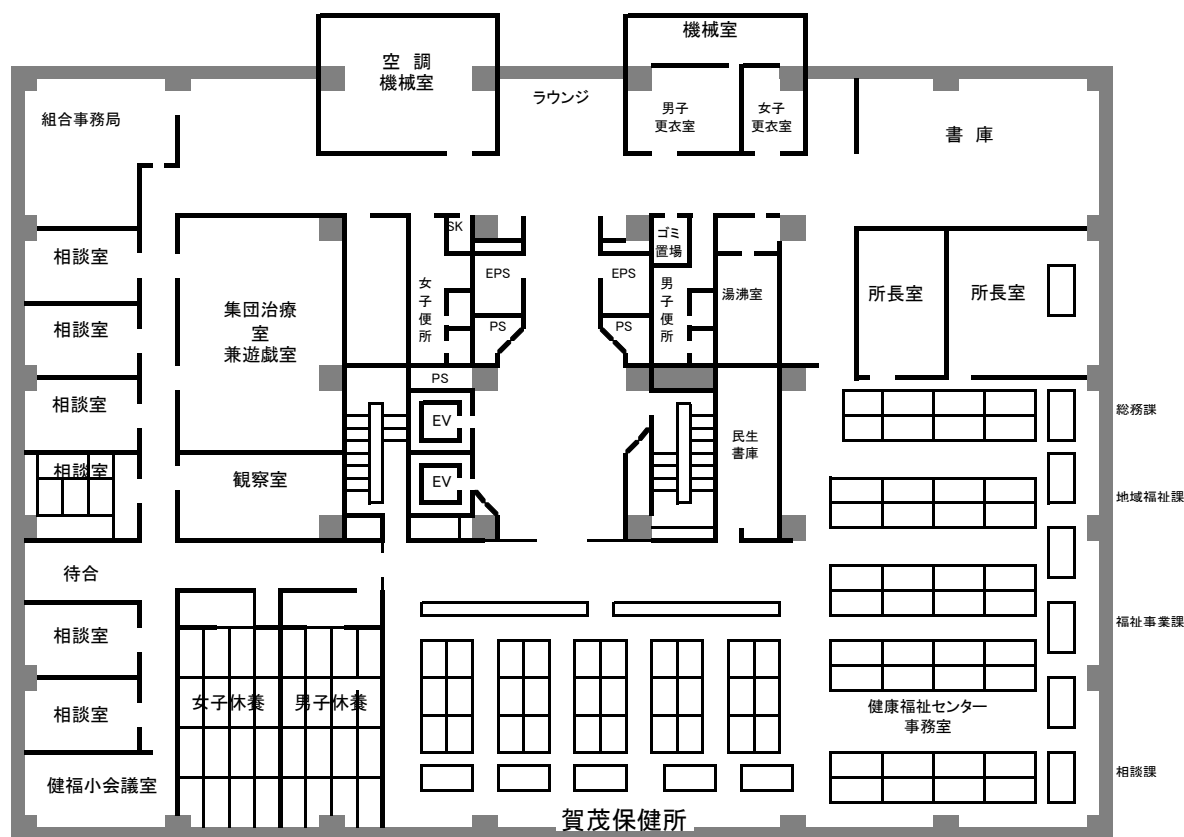 機械室
空 調
機械室
ラウンジ
男子
更衣室
女子
更衣室
組合事務局
書 庫
SK
ゴミ
置場
相談室
EPS
EPS
女子便所
男子便所
湯沸室
所長室
所長室
集団治療
室
兼遊戯室
相談室
PS
PS
PS
相談室
EV
民生
書庫
総務課
相談室
観察室
EV
地域福祉課
待合
相談室
福祉事業課
女子休養
男子休養
相談室
健康福祉センター
事務室
健福小会議室
相談課
賀茂保健所